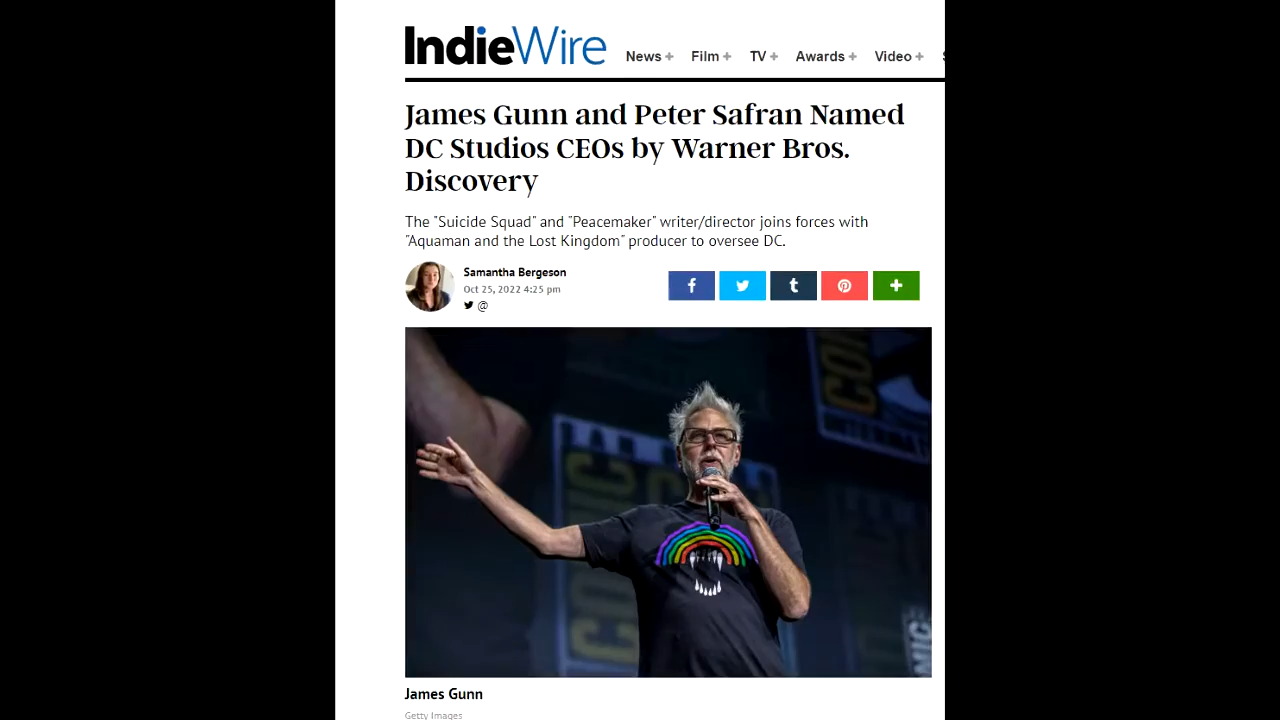 IndieWire
News + Film + TV + Awards + Video +
James Gunn and Peter Safran Named
DC Studios CEOs by Warner Bros.
Discovery
The "Suicide Squad" and "Peacemaker" writer/director joins forces with
"Aquaman and the Lost Kingdom" producer to oversee DC.
Samantha Bergeson
Oct 25, 2022 4:25 pm
@
f t +
COMIC
CON
James Gunn
Getty Images